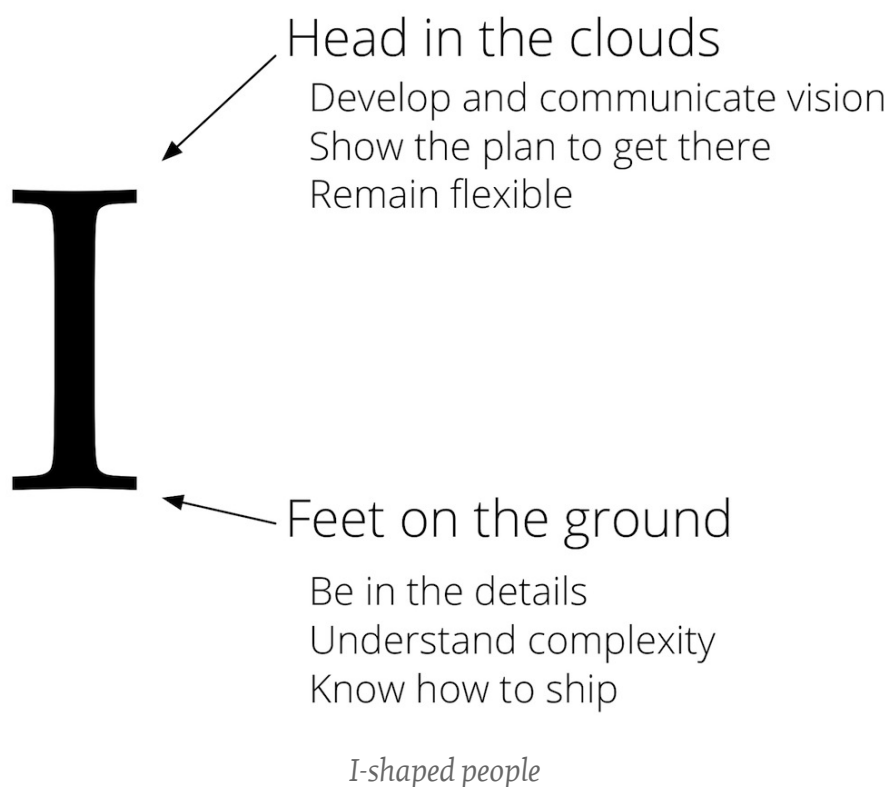 Head in the clouds
Develop and communicate vision
Show the plan to get there
Remain flexible
I
Feet on the ground
Be in the details
Understand complexity
Know how to ship
I-shaped people